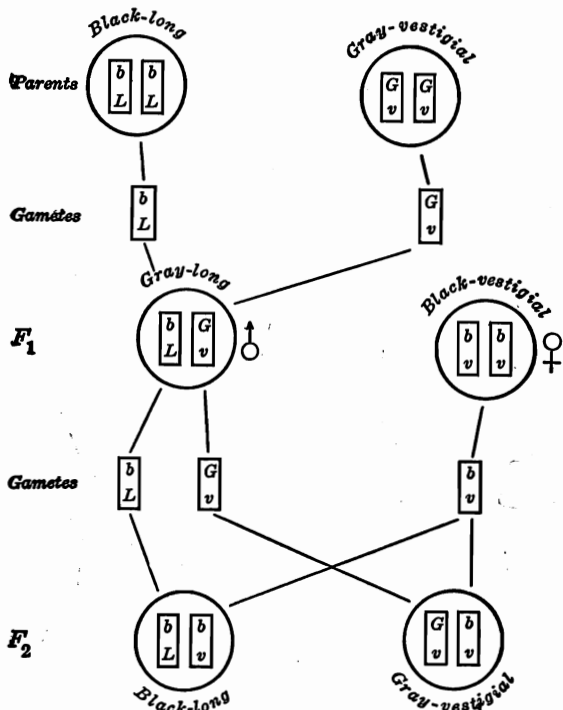 Black-long
Gray-vestigial
Parents
b b
L L
G G
v v
Gametes
b
L
G
v
Gray-long
Black-vestigial
F1
b G
L v
♂
b b
v v
♀
Gametes
b
L
G
v
b
v
F2
b b
L v
G b
v v
Black-long
Gray-vestigial